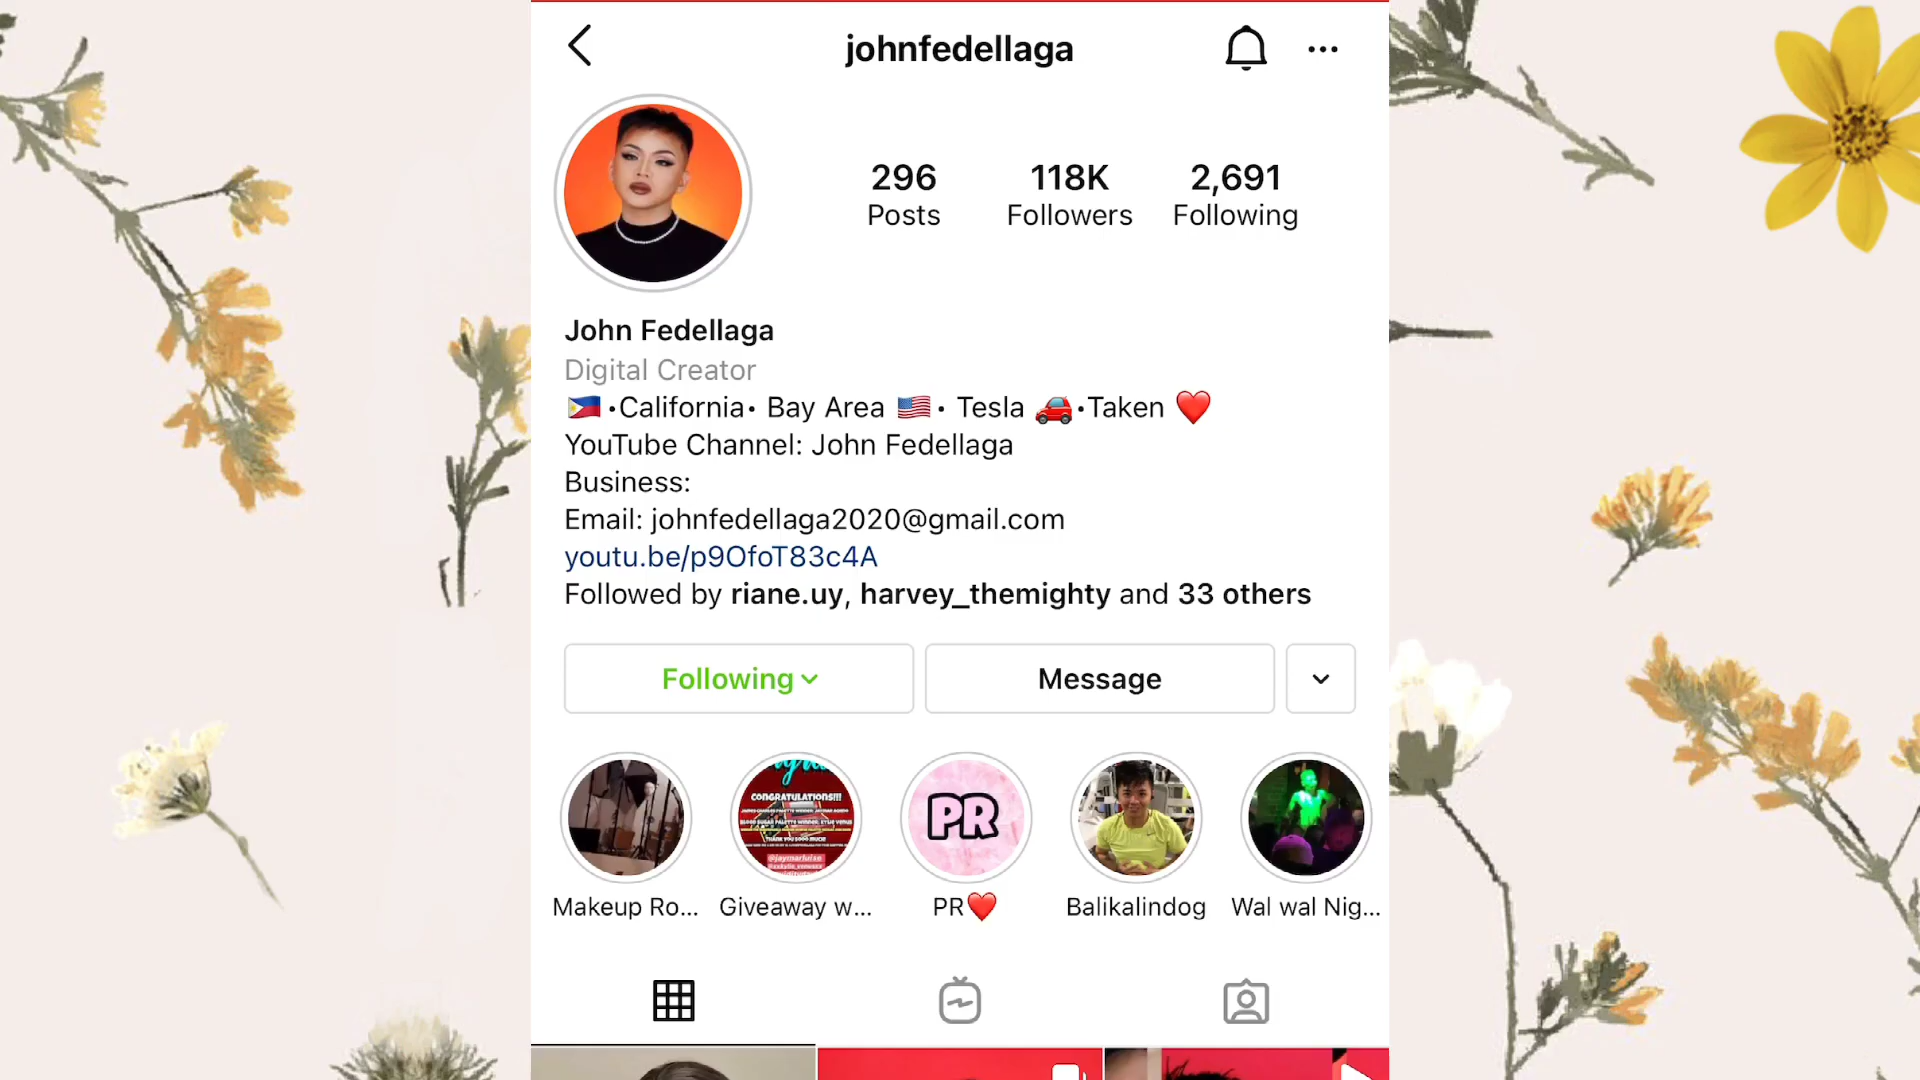 johnfedellaga
296 118K 2,691
Posts Followers Following
John Fedellaga
Digital Creator
🇵🇭 •California• Bay Area 🇺🇸• Tesla 🚗•Taken ❤️
YouTube Channel: John Fedellaga
Business:
Email: johnfedellaga2020@gmail.com
youtu.be/p9OfoT83c4A
Followed by riane.uy, harvey_themighty and 33 others
Following Message
CONGRATULATIONS!!!
PR
Makeup Ro... Giveaway w... PR❤️ Balikalindog Wal wal Nig...